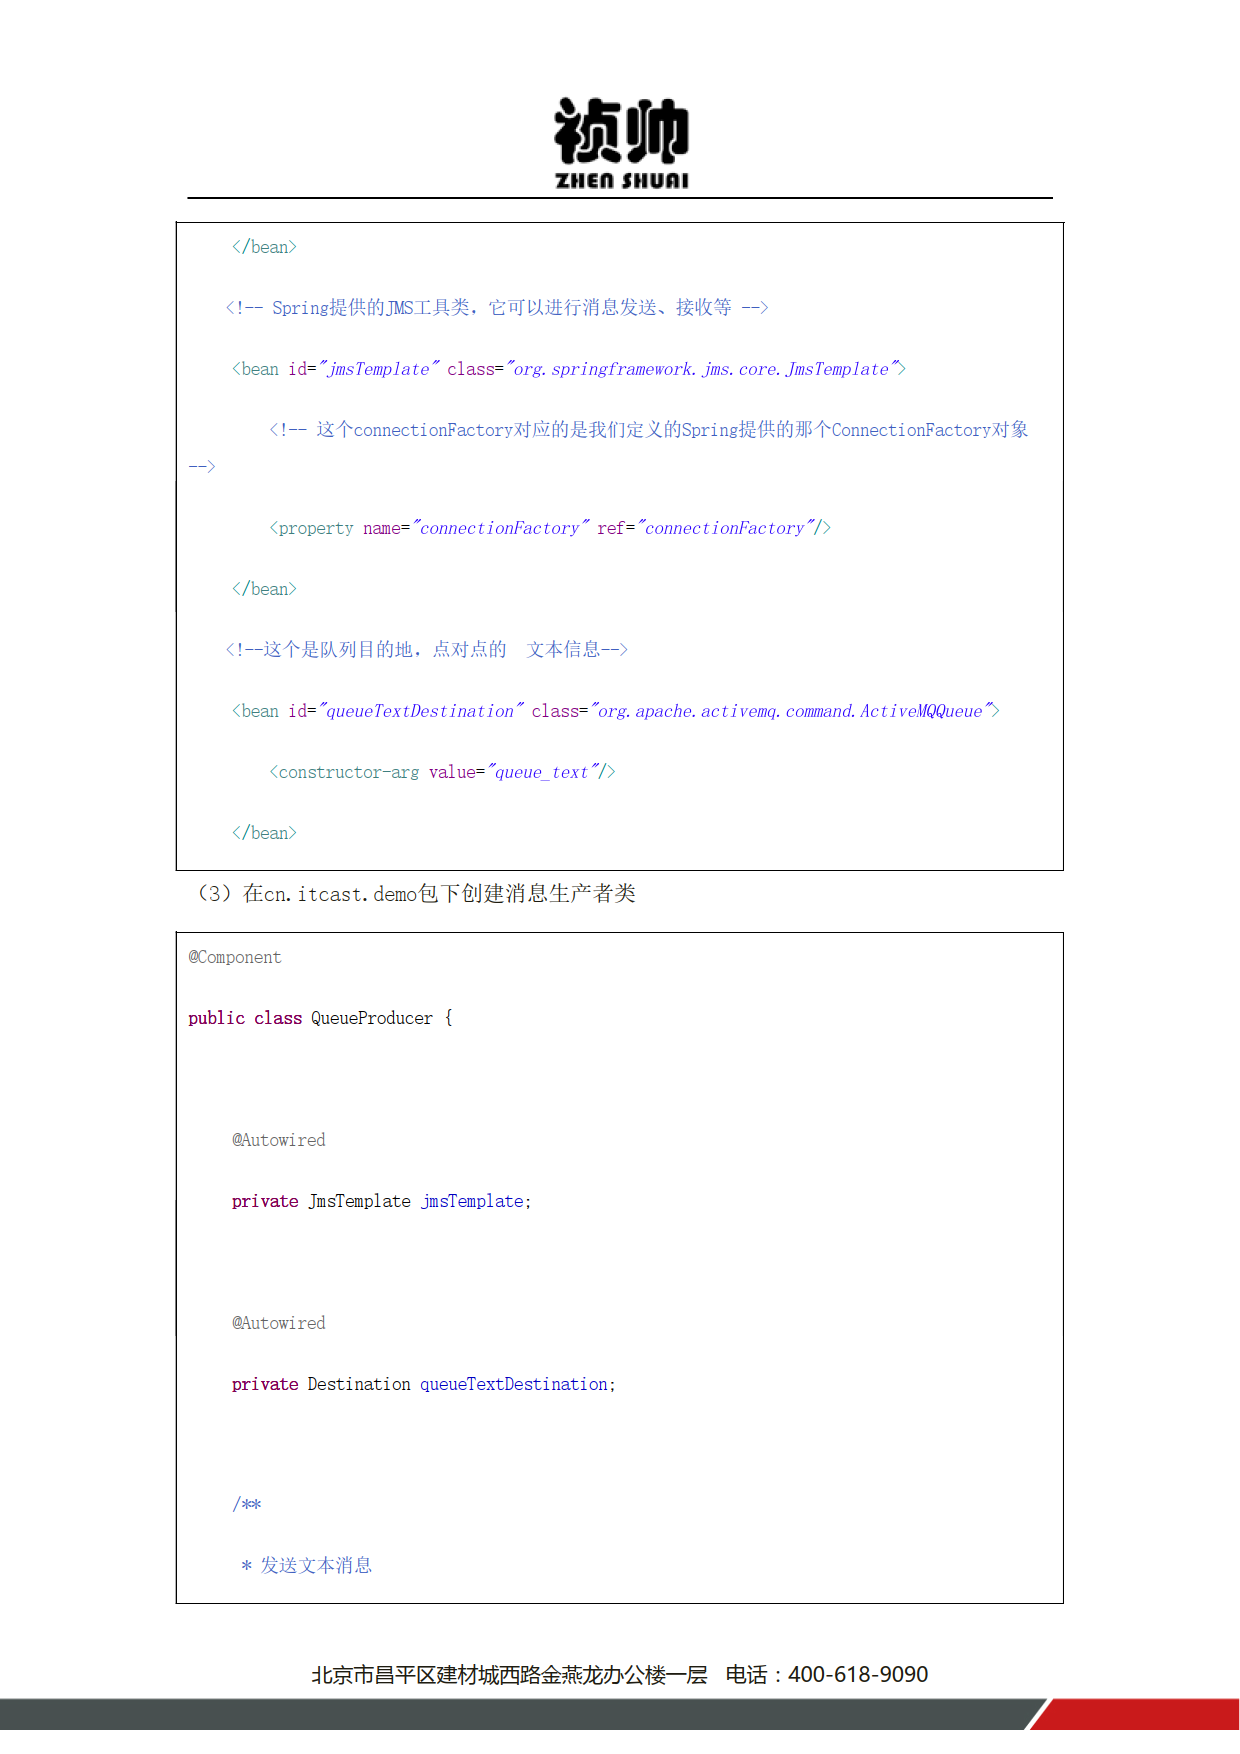 祯帅
ZHEN SHUAI
</bean>
<!-- Spring提供的JMS工具类，它可以进行消息发送、接收等 -->
<bean id="jmsTemplate" class="org.springframework.jms.core.JmsTemplate">
<!-- 这个connectionFactory对应的是我们定义的Spring提供的那个ConnectionFactory对象
-->
<property name="connectionFactory" ref="connectionFactory"/>
</bean>
<!--这个是队列目的地，点对点的  文本信息-->
<bean id="queueTextDestination" class="org.apache.activemq.command.ActiveMQQueue">
<constructor-arg value="queue_text"/>
</bean>
（3）在cn.itcast.demo包下创建消息生产者类
@Component
public class QueueProducer {
@Autowired
private JmsTemplate jmsTemplate;
@Autowired
private Destination queueTextDestination;
/**
* 发送文本消息
北京市昌平区建材城西路金燕龙办公楼一层 电话：400-618-9090